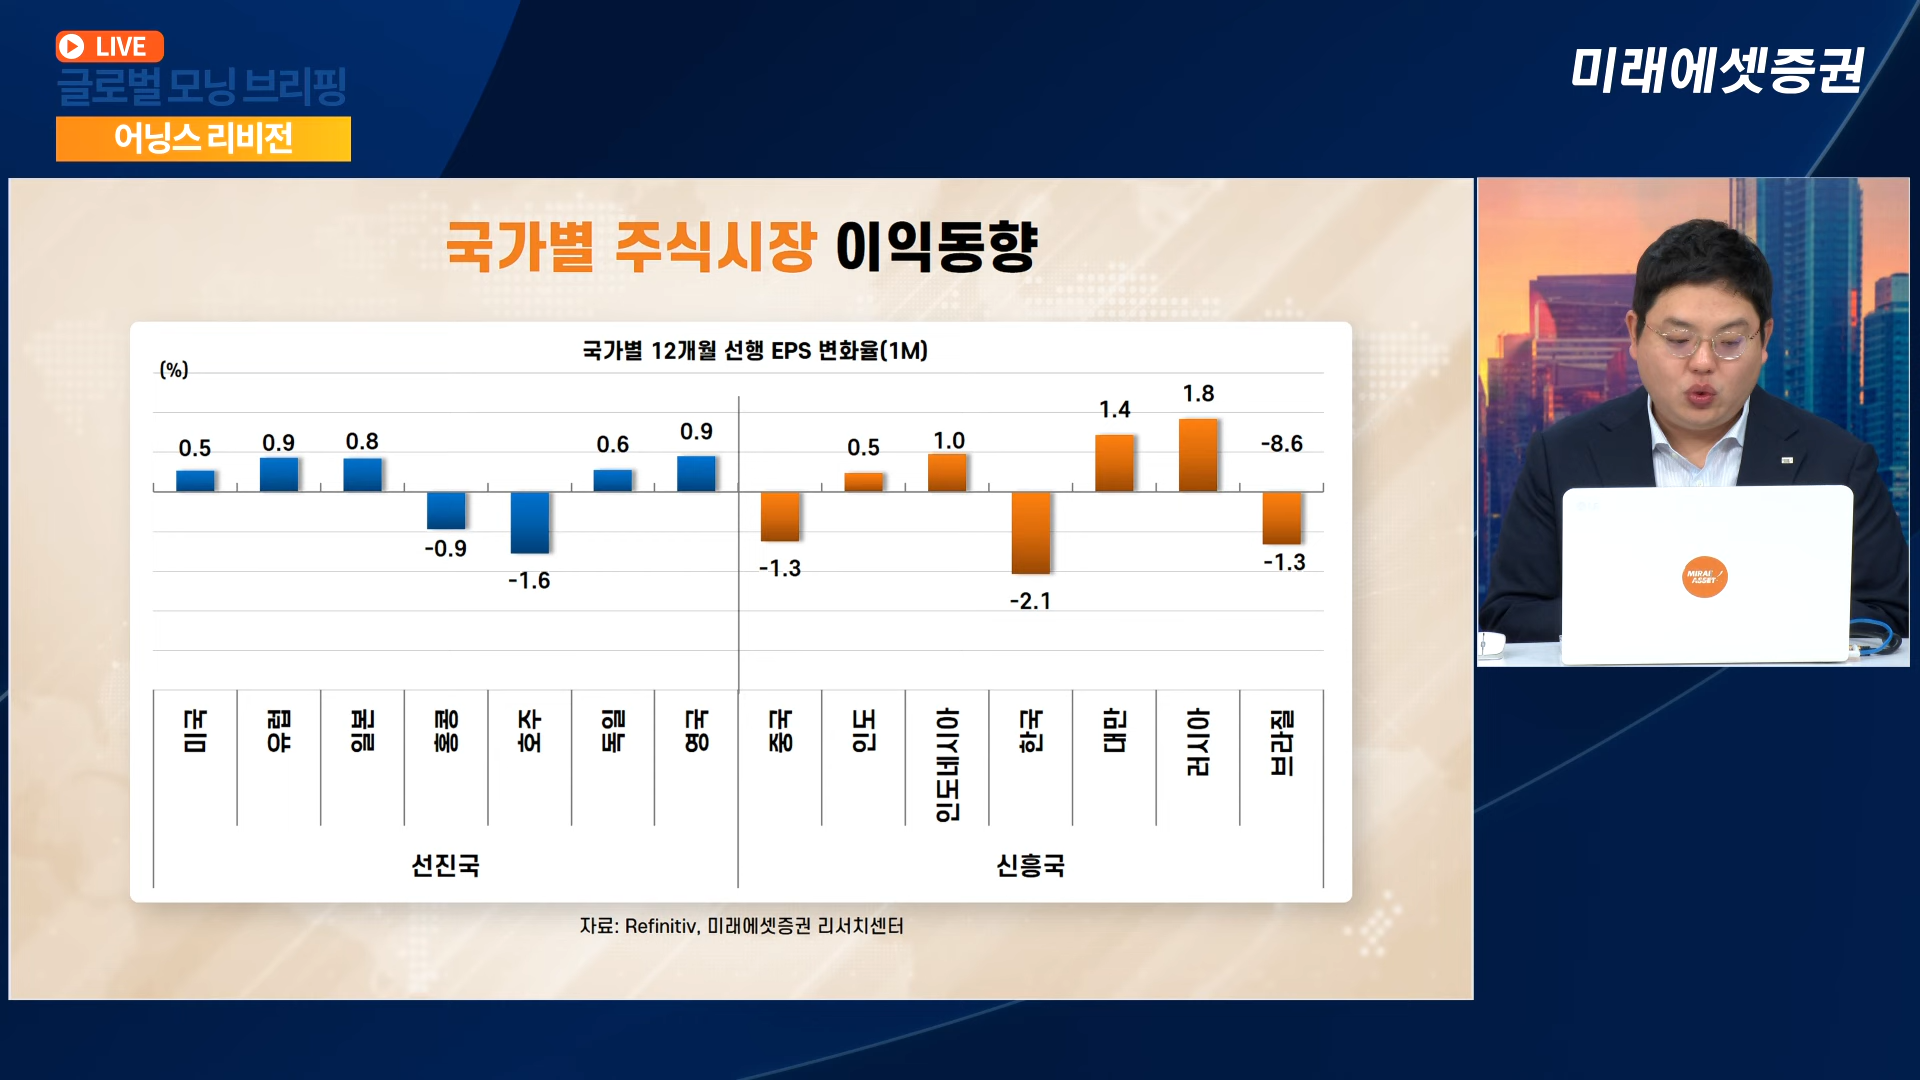 LIVE
글로벌 모닝 브리핑
어닝스 리비전
미래에셋증권
국가별 주식시장 이익동향
국가별 12개월 선행 EPS 변화율(1M)
(%)
0.5 0.9 0.8 -0.9 -1.6 0.6 0.9 -1.3 0.5 1.0 -2.1 1.4 1.8 -8.6 -1.3
미국 유럽 일본 홍콩 호주 독일 영국 중국 인도 인도네시아 한국 대만 러시아 브라질
선진국 신흥국
자료: Refinitiv, 미래에셋증권 리서치센터
MIRAE ASSET